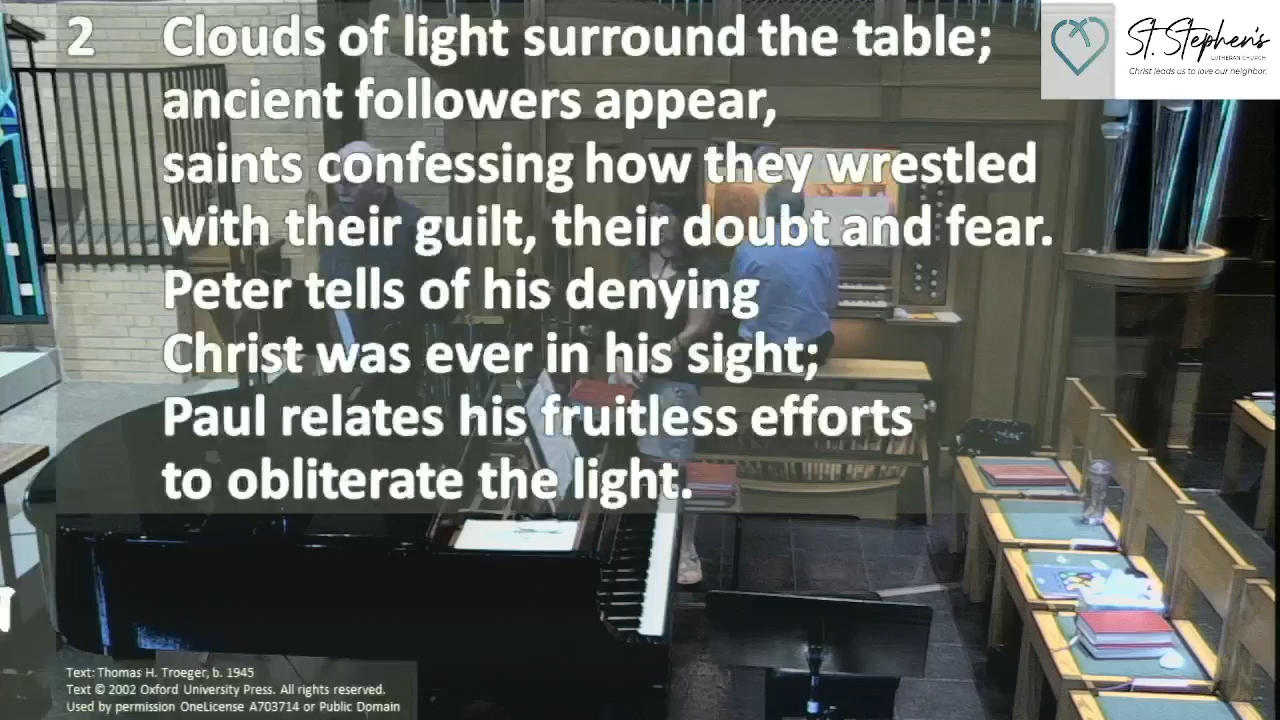 2 Clouds of light surround the table;
ancient followers appear,
saints confessing how they wrestled
with their guilt, their doubt and fear.
Peter tells of his denying
Christ was ever in his sight;
Paul relates his fruitless efforts
to obliterate the light.
St. Stephen's
LUTHERAN CHURCH
Christ leads us to love our neighbor.
Text: Thomas H. Troeger, b. 1945
Text © 2002 Oxford University Press. All rights reserved.
Used by permission OneLicense A703714 or Public Domain